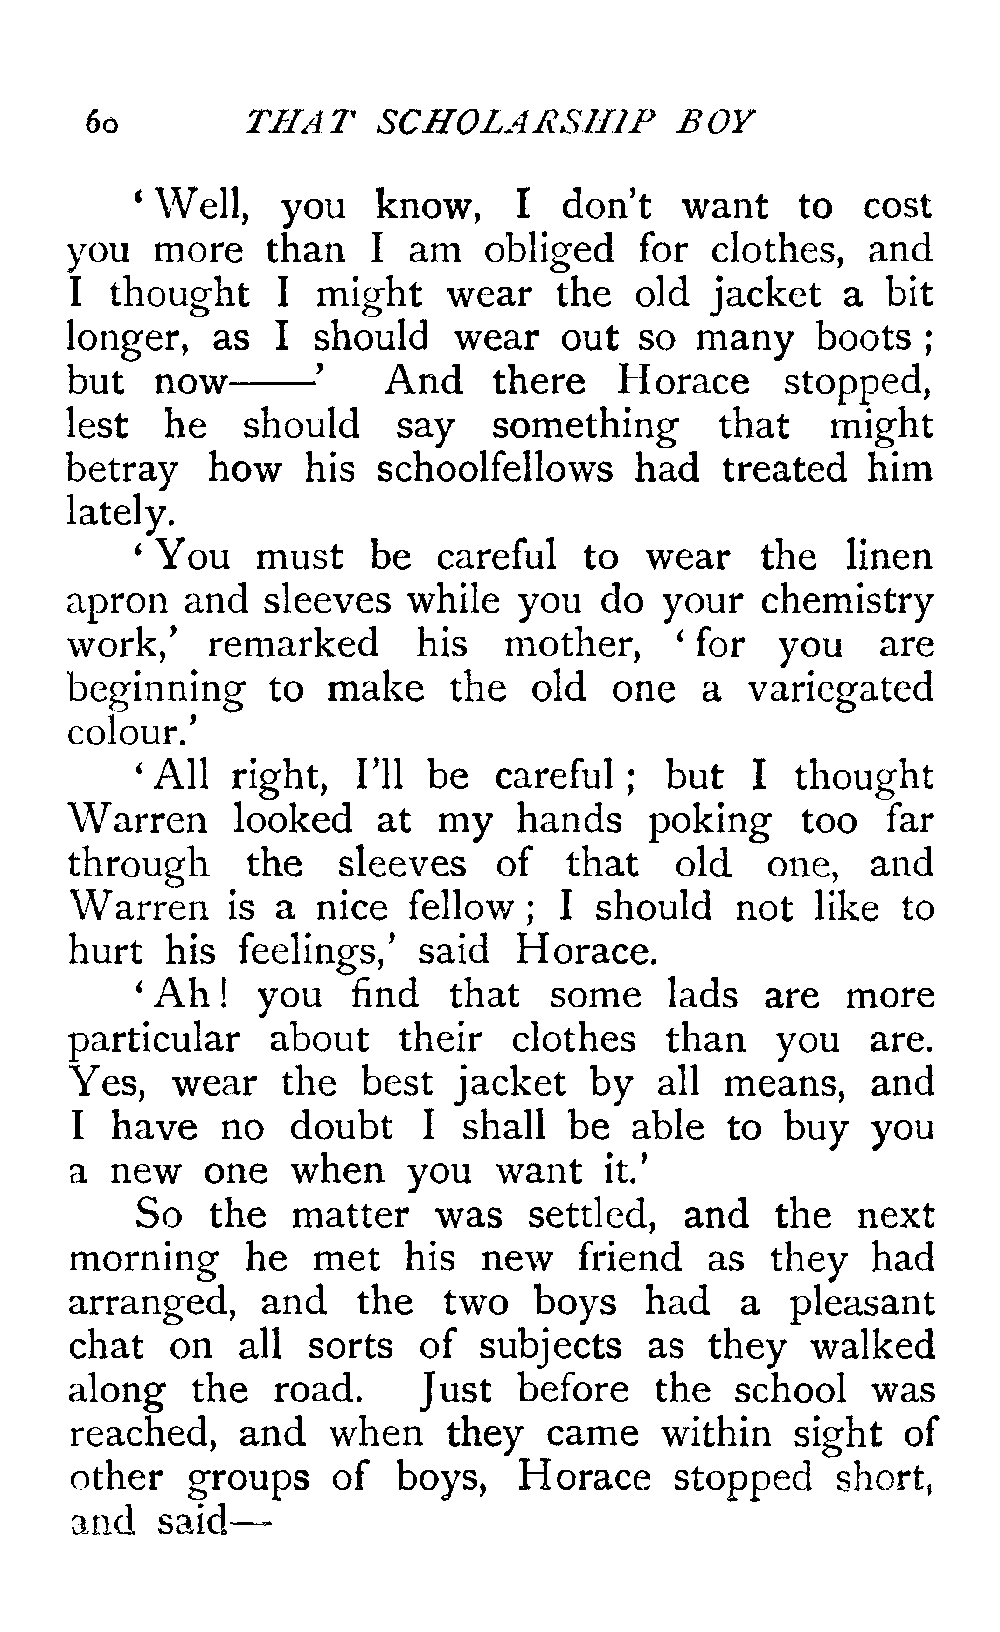 60 THAT SCHOLARSHIP BOY
‘Well, you know, I don't want to cost
you more than I am obliged for clothes, and
I thought I might wear the old jacket a bit
longer, as I should wear out so many boots ;
but now——’ And there Horace stopped,
lest he should say something that might
betray how his schoolfellows had treated him
lately.
‘You must be careful to wear the linen
apron and sleeves while you do your chemistry
work,’ remarked his mother, ‘for you are
beginning to make the old one a variegated
colour.’
‘All right, I'll be careful ; but I thought
Warren looked at my hands poking too far
through the sleeves of that old one, and
Warren is a nice fellow ; I should not like to
hurt his feelings,’ said Horace.
‘Ah! you find that some lads are more
particular about their clothes than you are.
Yes, wear the best jacket by all means, and
I have no doubt I shall be able to buy you
a new one when you want it.’
So the matter was settled, and the next
morning he met his new friend as they had
arranged, and the two boys had a pleasant
chat on all sorts of subjects as they walked
along the road. Just before the school was
reached, and when they came within sight of
other groups of boys, Horace stopped short,
and said—